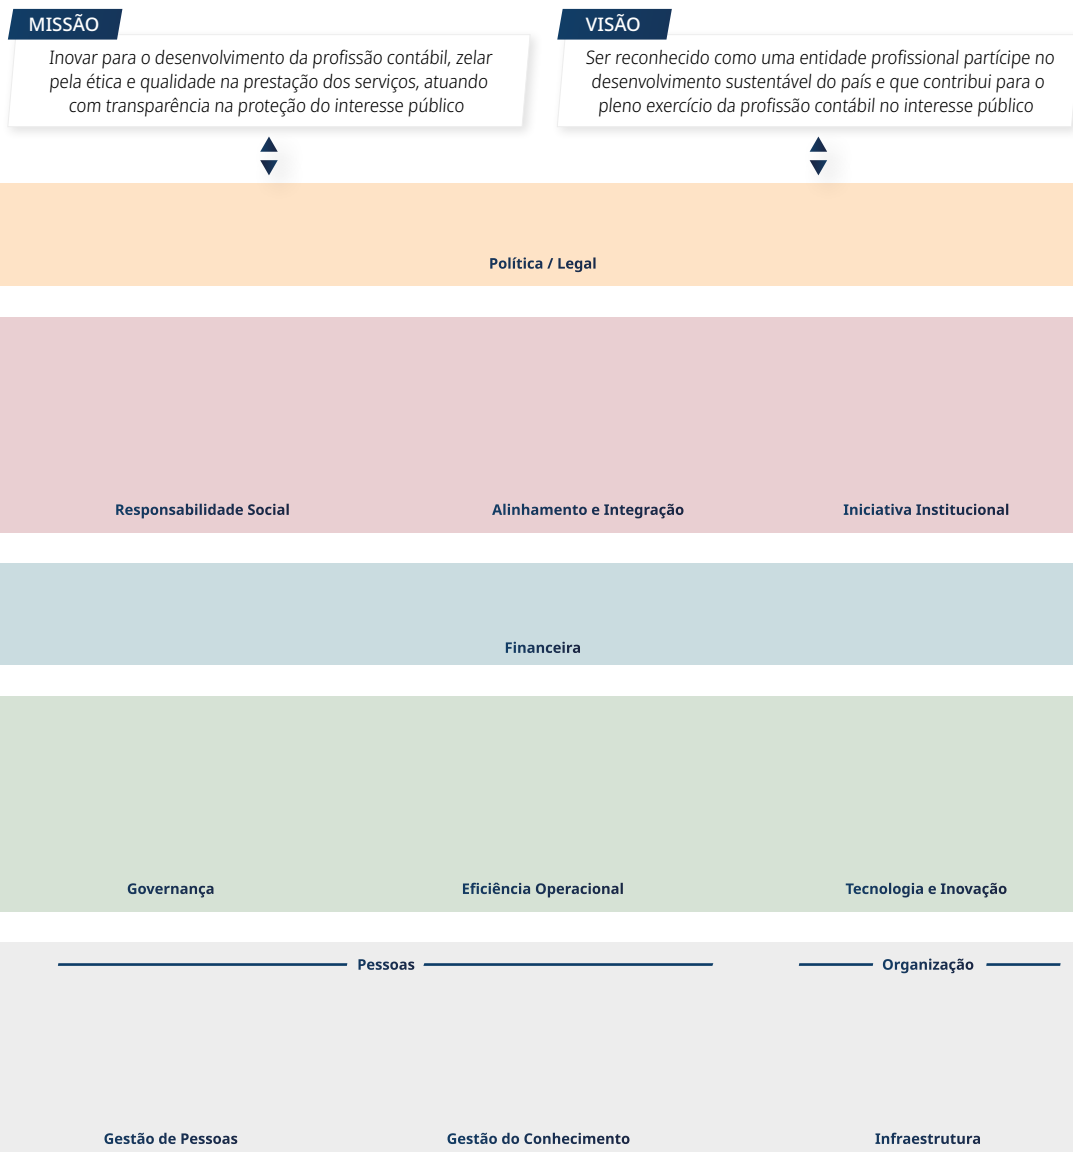 MISSÃO
Inovar para o desenvolvimento da profissão contábil, zelar
pela ética e qualidade na prestação dos serviços, atuando
com transparência na proteção do interesse público
VISÃO
Ser reconhecido como uma entidade profissional partícipe no
desenvolvimento sustentável do país e que contribui para o
pleno exercício da profissão contábil no interesse público
Política / Legal
Responsabilidade Social
Alinhamento e Integração
Iniciativa Institucional
Financeira
Governança
Eficiência Operacional
Tecnologia e Inovação
Pessoas
Organização
Gestão de Pessoas
Gestão do Conhecimento
Infraestrutura